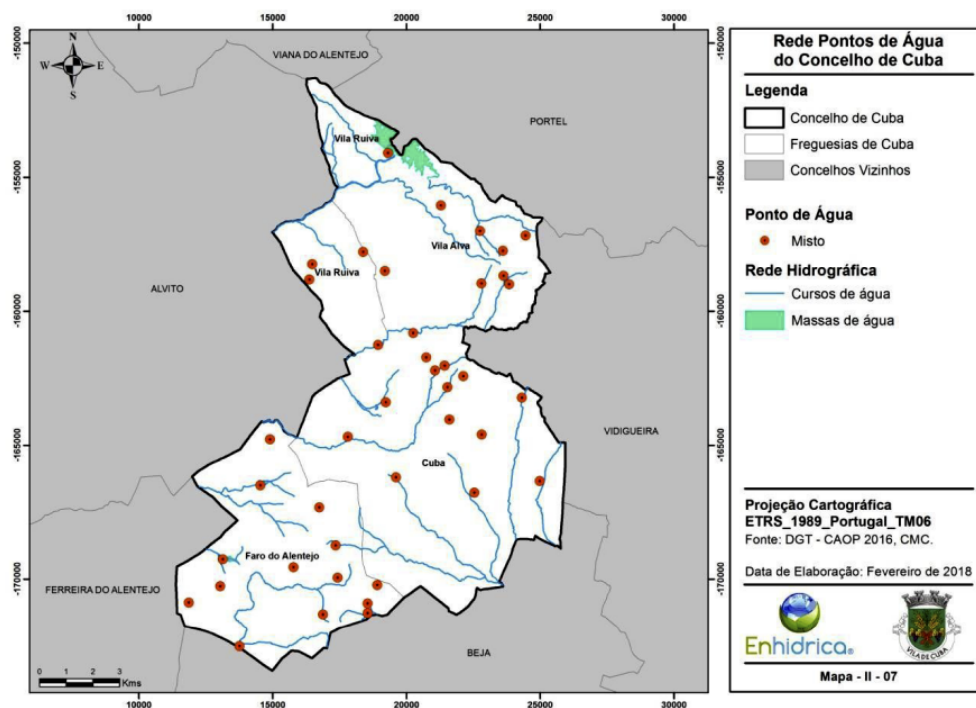 10000 15000 20000 25000 30000
-150000 -150000
N
W E
S
VIANA DO ALENTEJO
PORTEL
Vila Ruiva
-155000 -155000
Vila Alva
Vila Ruiva
ALVITO
-160000 -160000
VIDIGUEIRA
-165000 -165000
Cuba
Faro do Alentejo
FERREIRA DO ALENTEJO
-170000 -170000
BEJA
0 1 2 3
Kms
10000 15000 20000 25000 30000
Rede Pontos de Água
do Concelho de Cuba
Legenda
Concelho de Cuba
Freguesias de Cuba
Concelhos Vizinhos
Ponto de Água
Misto
Rede Hidrográfica
Cursos de água
Massas de água
Projeção Cartográfica
ETRS_1989_Portugal_TM06
Fonte: DGT - CAOP 2016, CMC.
Data de Elaboração: Fevereiro de 2018
Enhidrica®
VILA DE CUBA
Mapa - II - 07